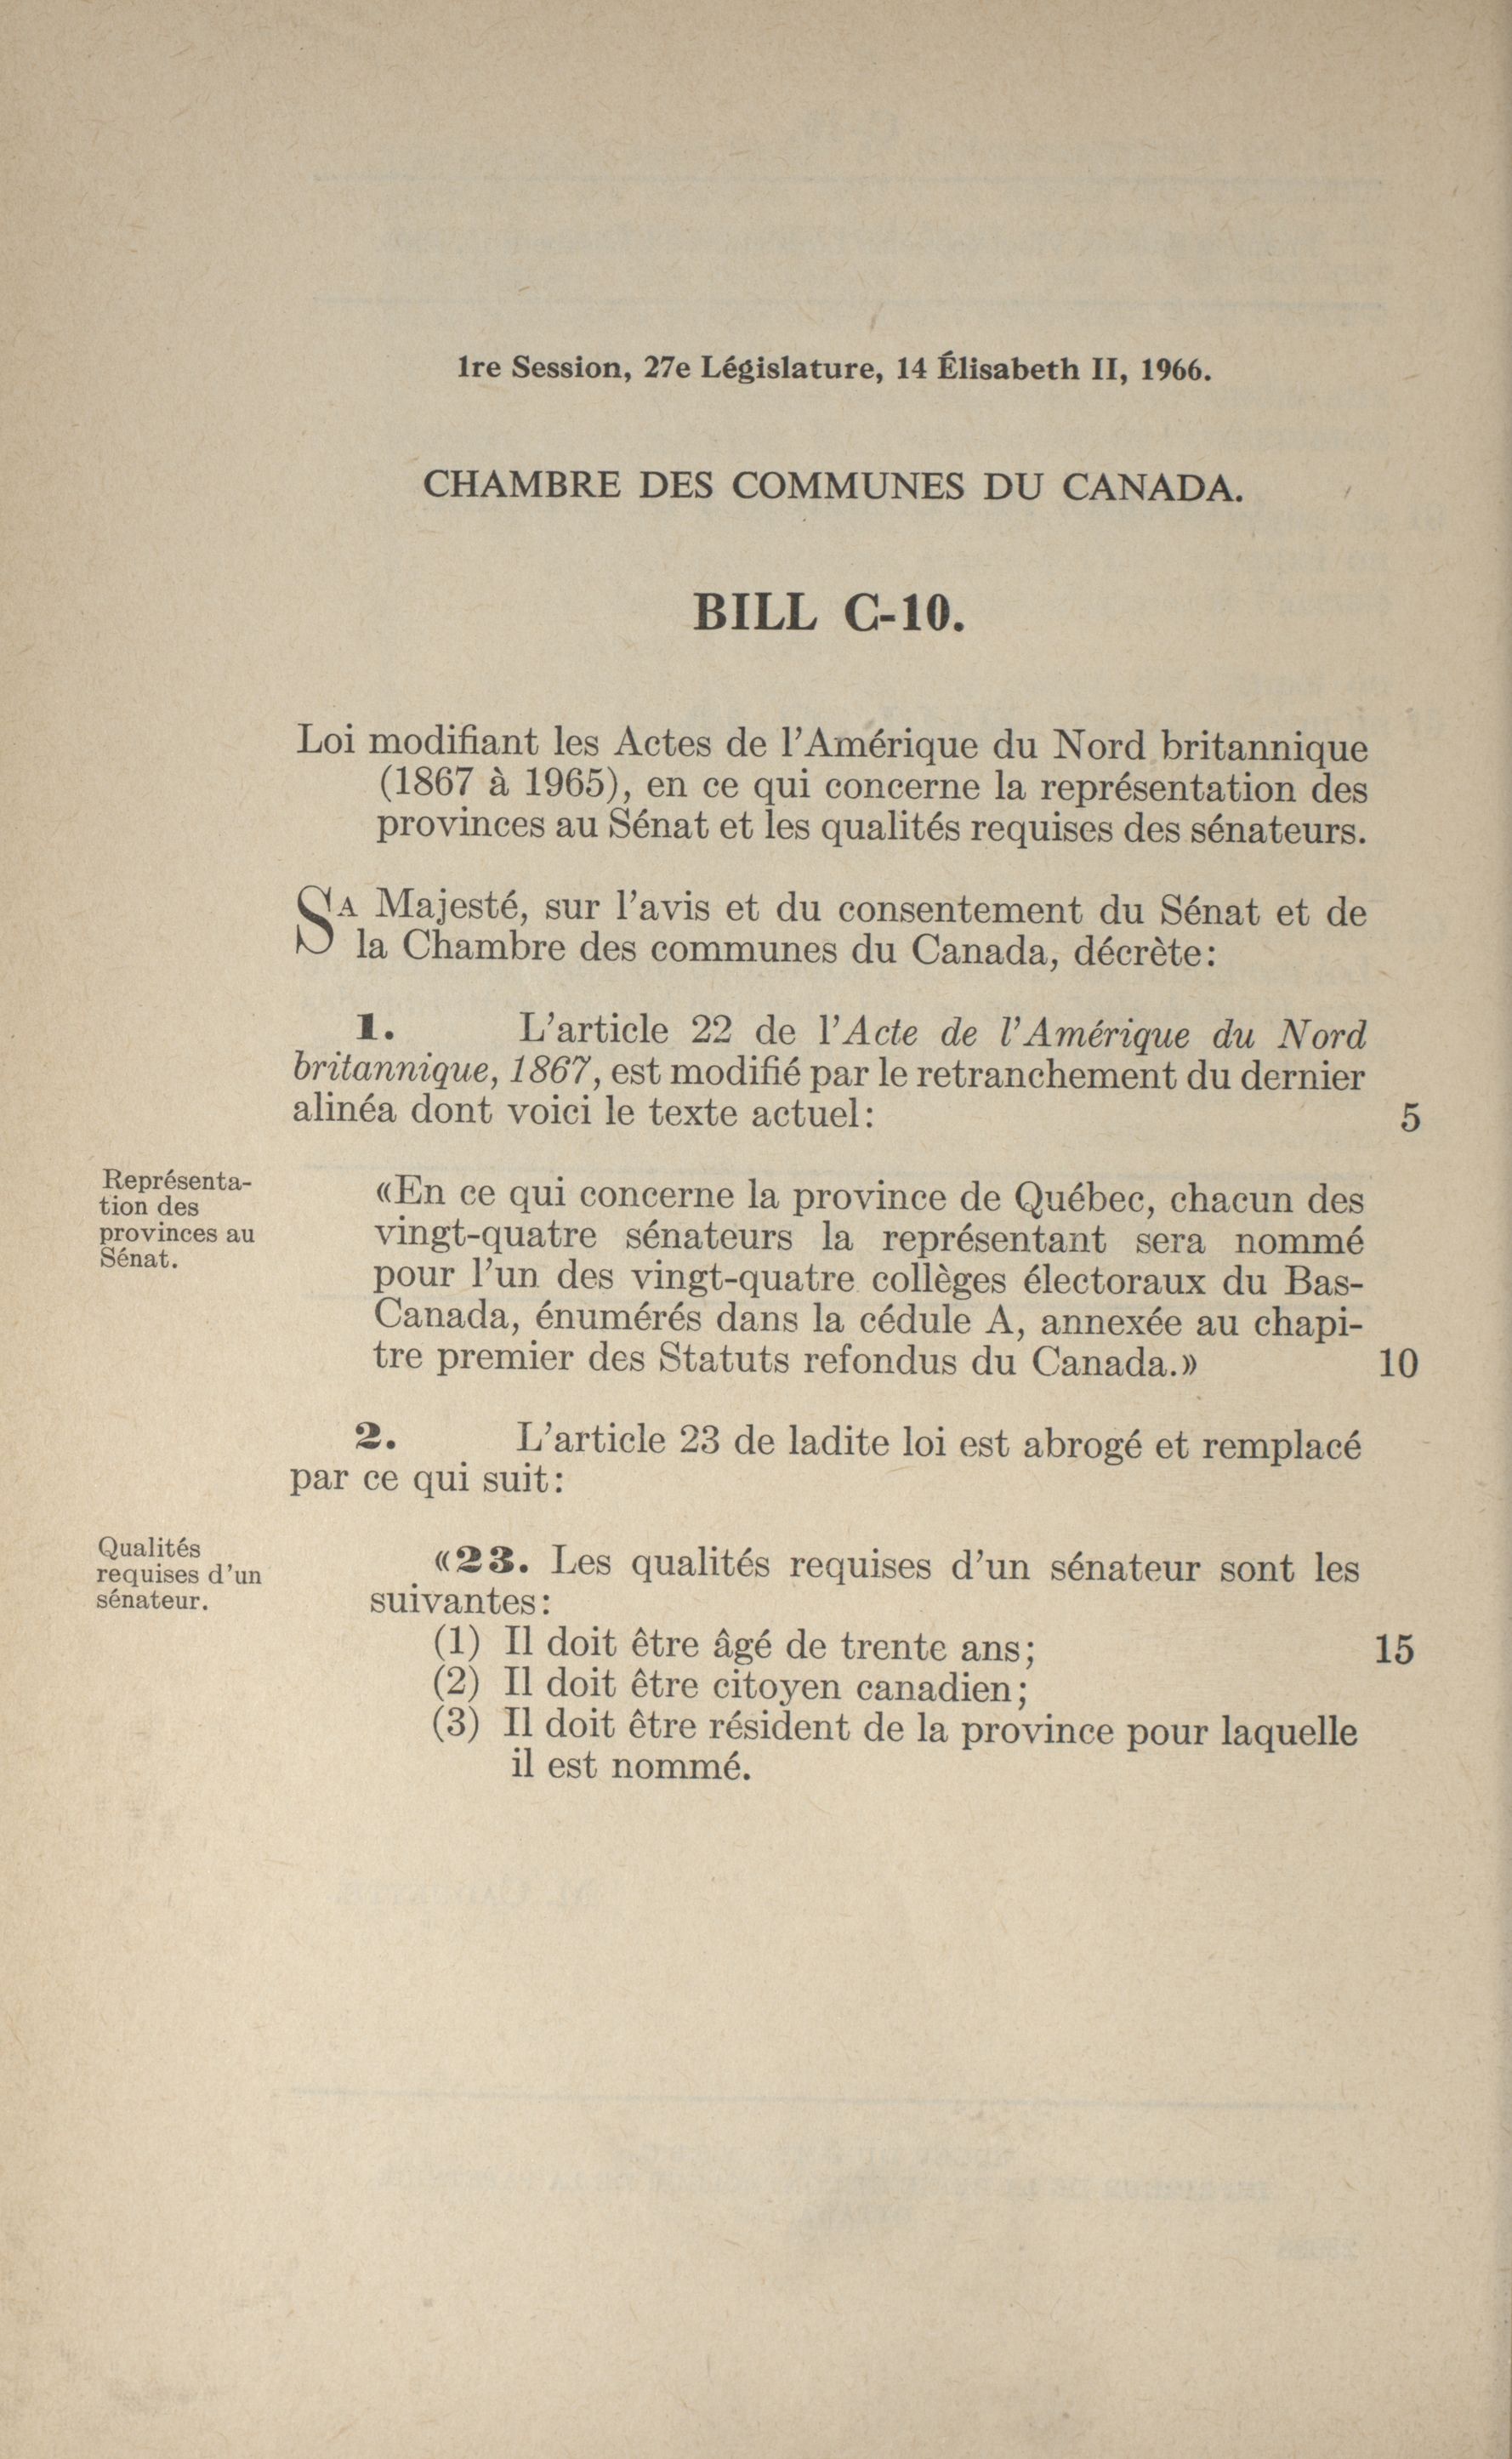 1re Session, 27e Législature, 14 Élisabeth II, 1966.
CHAMBRE DES COMMUNES DU CANADA.
BILL C-10.
Loi modifiant les Actes de l'Amérique du Nord britannique
(1867 à 1965), en ce qui concerne la représentation des
provinces au Sénat et les qualités requises des sénateurs.
SA Majesté, sur l'avis et du consentement du Sénat et de
la Chambre des communes du Canada, décrète:
1. L'article 22 de l'Acte de l'Amérique du Nord
britannique, 1867, est modifié par le retranchement du dernier
alinéa dont voici le texte actuel:
5
Représenta-
tion des
provinces au
Sénat.
«En ce qui concerne la province de Québec, chacun des
vingt-quatre sénateurs la représentant sera nommé
pour l'un des vingt-quatre collèges électoraux du Bas-
Canada, énumérés dans la cédule A, annexée au chapi-
tre premier des Statuts refondus du Canada.»
10
2. L'article 23 de ladite loi est abrogé et remplacé
par ce qui suit:
Qualités
requises d'un
sénateur.
«23. Les qualités requises d'un sénateur sont les
suivantes:
(1) Il doit être âgé de trente ans;
15
(2) Il doit être citoyen canadien;
(3) Il doit être résident de la province pour laquelle
il est nommé.